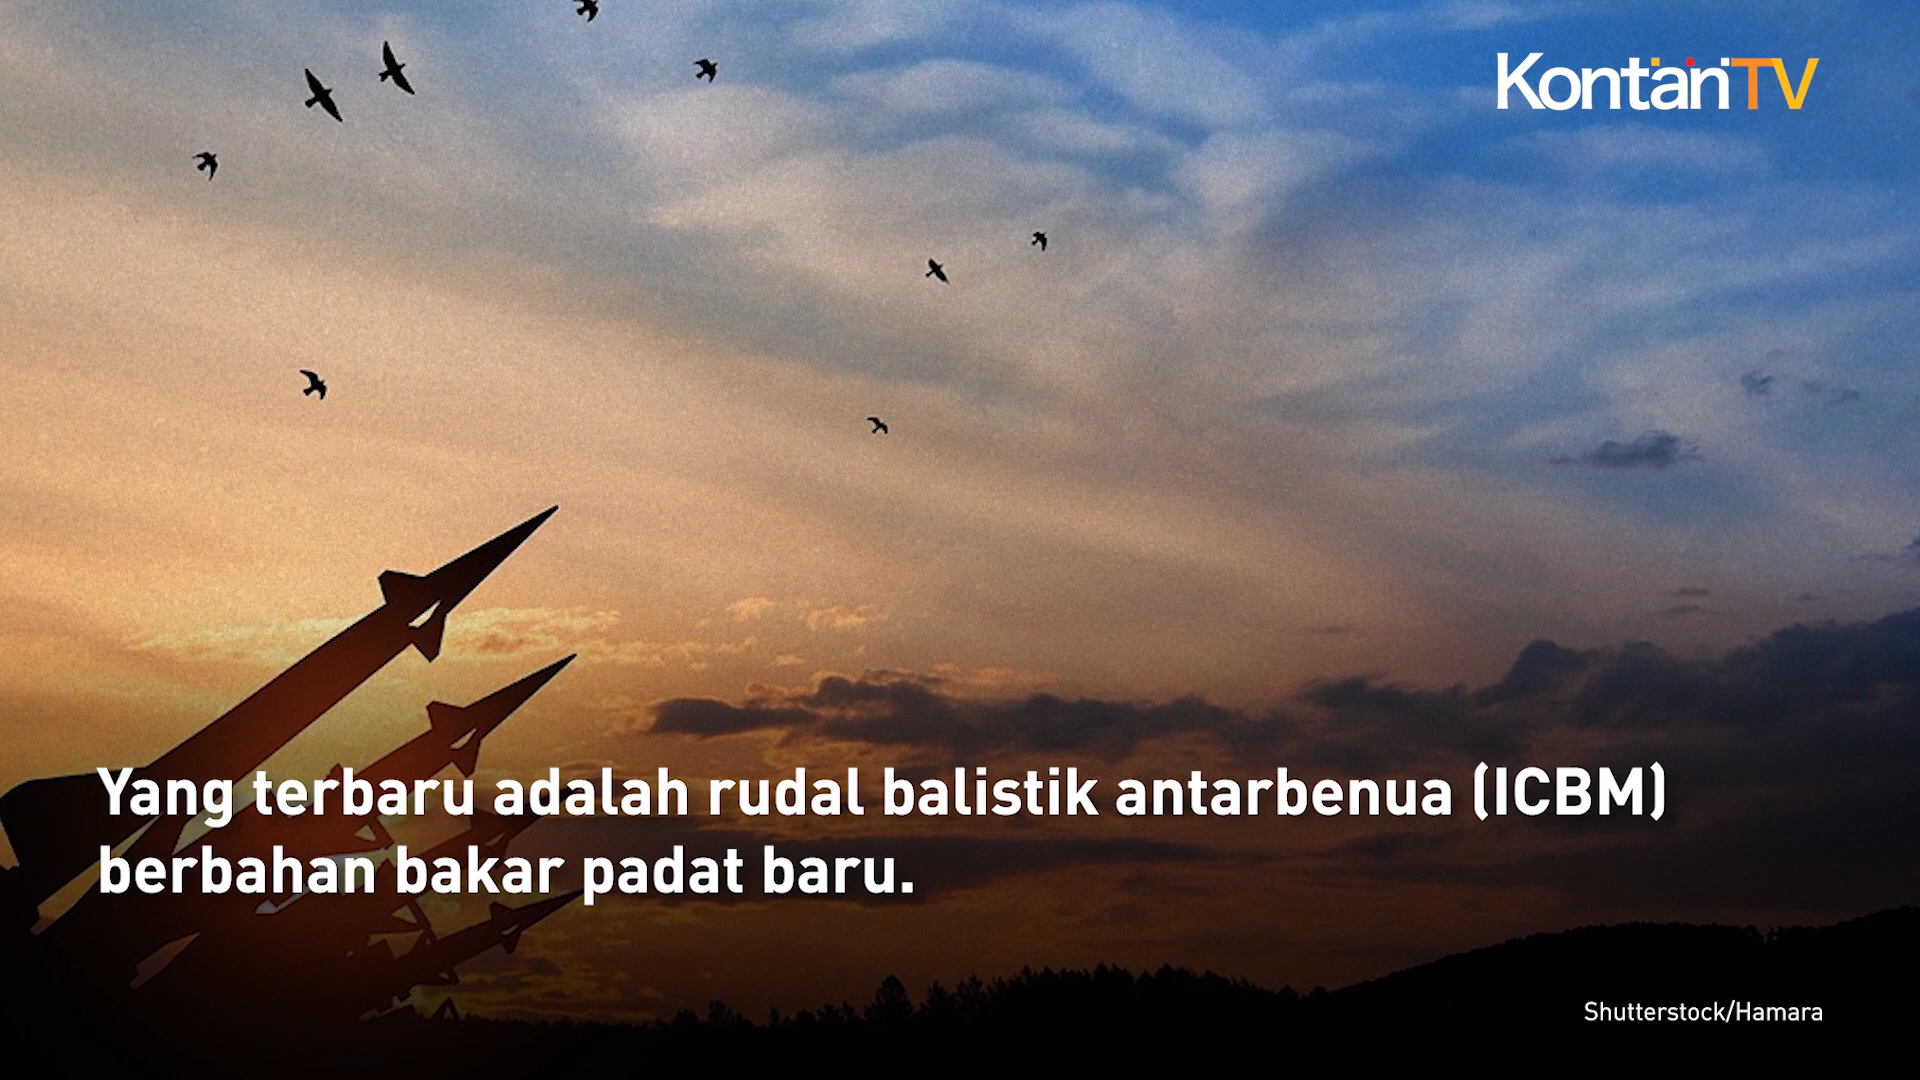 KontanTV
Yang terbaru adalah rudal balistik antarbenua (ICBM)
berbahan bakar padat baru.
Shutterstock/Hamara